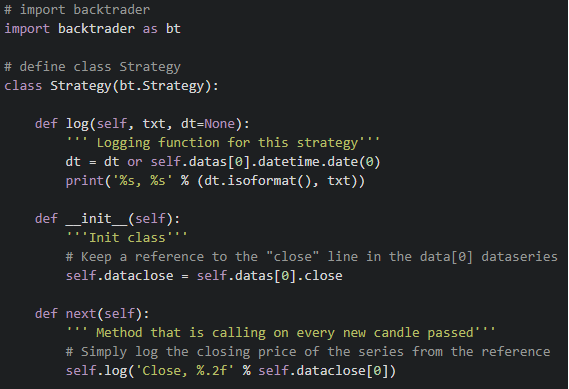 # import backtrader
import backtrader as bt

# define class Strategy
class Strategy(bt.Strategy):

    def log(self, txt, dt=None):
        ''' Logging function for this strategy'''
        dt = dt or self.datas[0].datetime.date(0)
        print('%s, %s' % (dt.isoformat(), txt))

    def __init__(self):
        '''Init class'''
        # Keep a reference to the "close" line in the data[0] dataseries
        self.dataclose = self.datas[0].close

    def next(self):
        ''' Method that is calling on every new candle passed'''
        # Simply log the closing price of the series from the reference
        self.log('Close, %.2f' % self.dataclose[0])